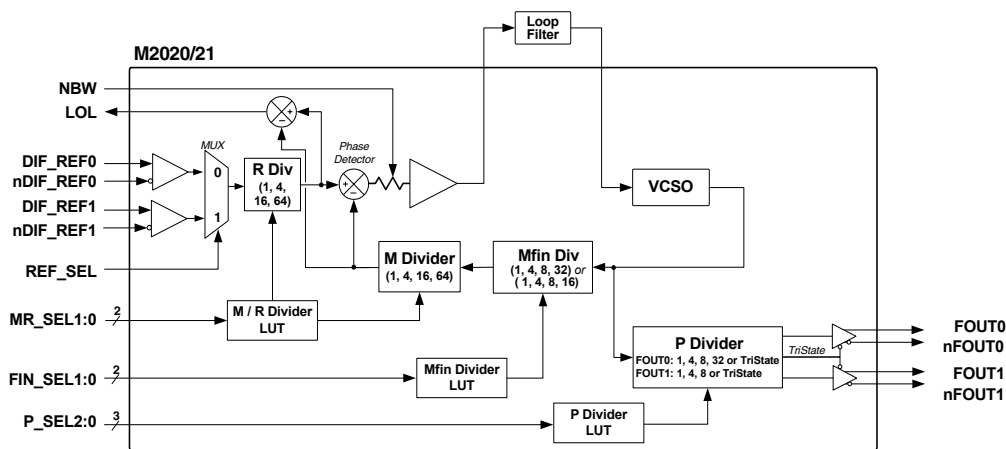 Loop
Filter
M2020/21
NBW
LOL
MUX
Phase
Detector
DIF_REF0
nDIF_REF0
0
R Div
(1, 4,
16, 64)
+
-
+
-
VCSO
DIF_REF1
nDIF_REF1
1
REF_SEL
M Divider
(1, 4, 16, 64)
Mfin Div
(1, 4, 8, 32) or
( 1, 4, 8, 16)
MR_SEL1:0
2
M / R Divider
LUT
P Divider
FOUT0: 1, 4, 8, 32 or TriState
FOUT1: 1, 4, 8 or TriState
TriState
FOUT0
nFOUT0
FOUT1
nFOUT1
FIN_SEL1:0
2
Mfin Divider
LUT
P_SEL2:0
3
P Divider
LUT